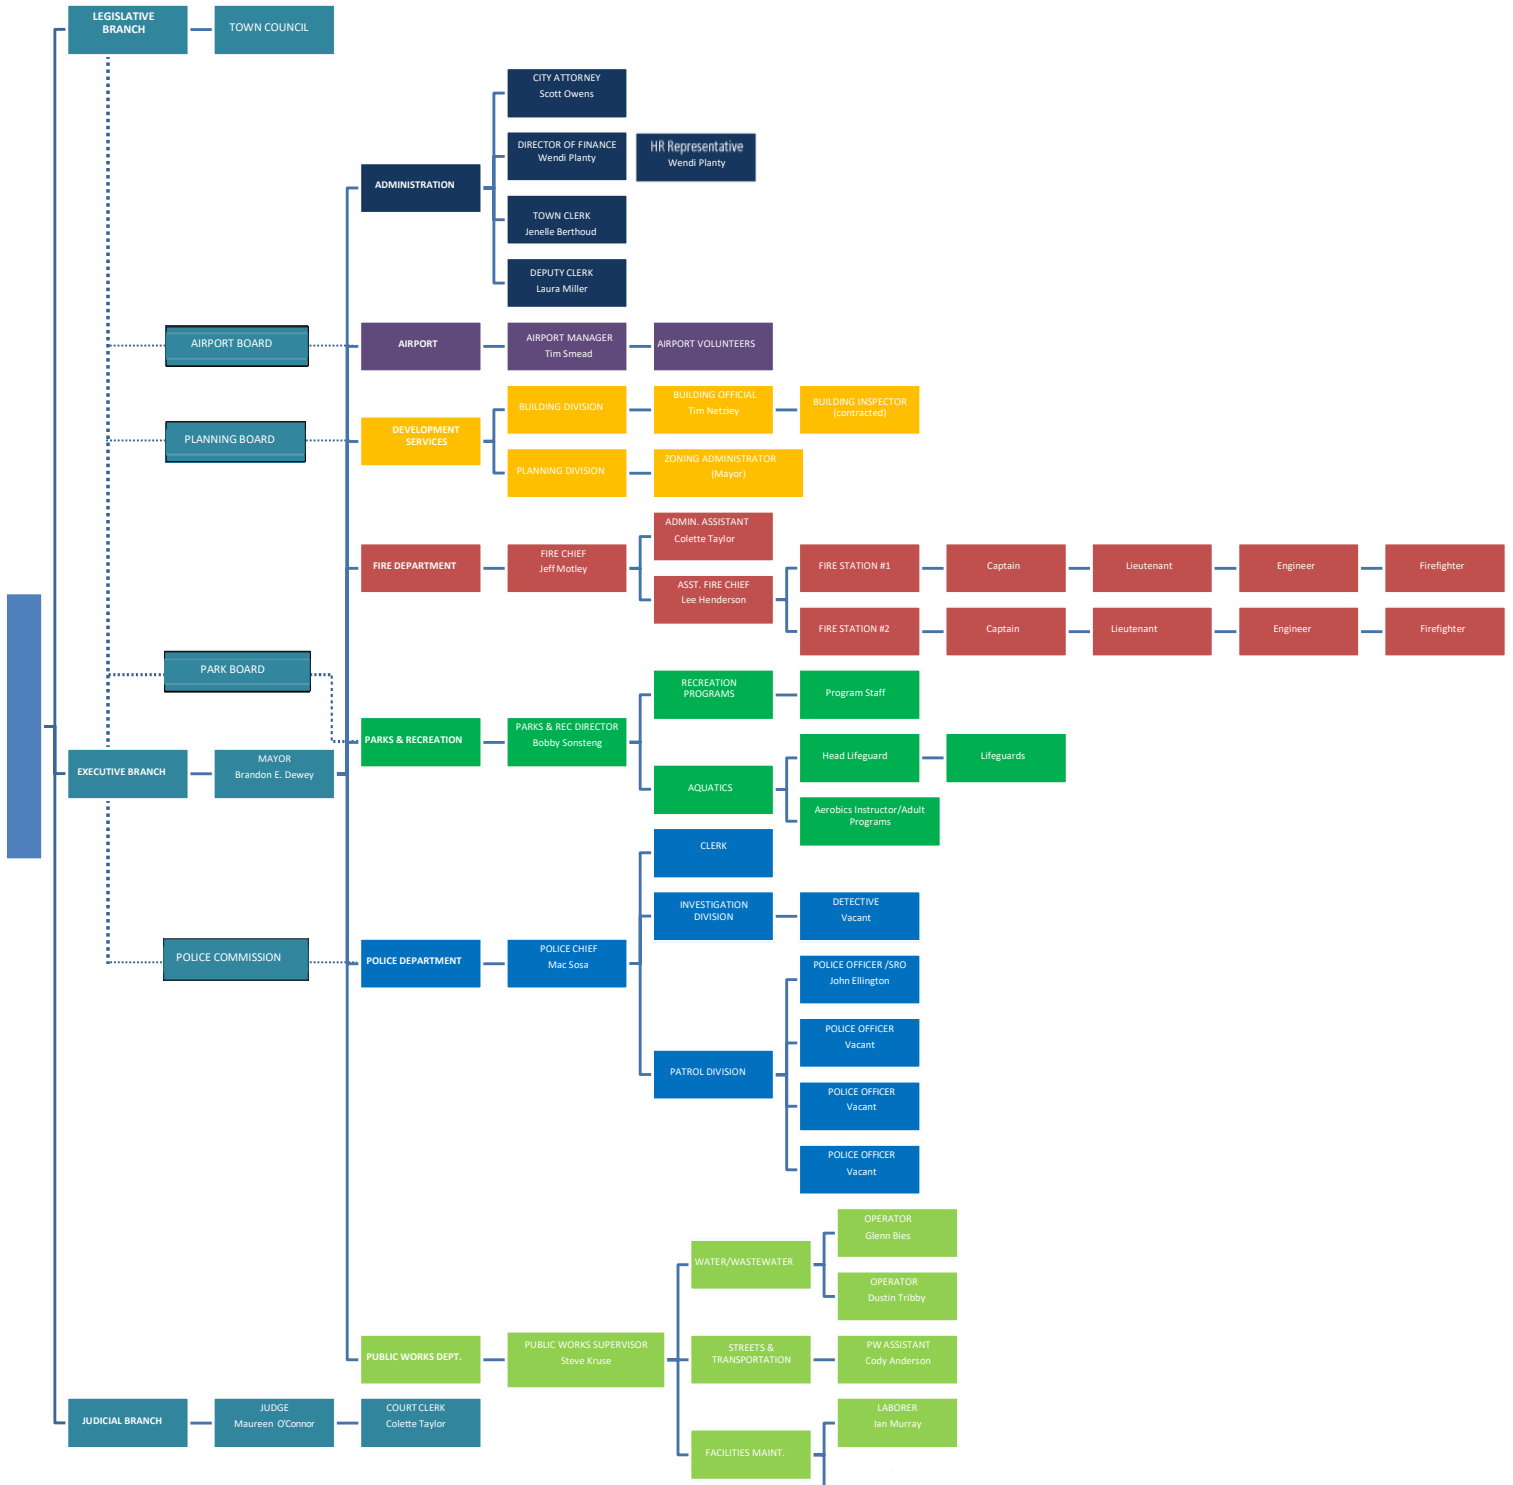 LEGISLATIVE
BRANCH
TOWN COUNCIL
CITY ATTORNEY
Scott Owens
DIRECTOR OF FINANCE
Wendi Planty
HR Representative
Wendi Planty
ADMINISTRATION
TOWN CLERK
Jenelle Berthoud
DEPUTY CLERK
Laura Miller
AIRPORT BOARD
AIRPORT
AIRPORT MANAGER
Tim Smead
AIRPORT VOLUNTEERS
PLANNING BOARD
DEVELOPMENT
SERVICES
BUILDING DIVISION
BUILDING OFFICIAL
Tim Netzley
BUILDING INSPECTOR
(contracted)
PLANNING DIVISION
ZONING ADMINISTRATOR
(Mayor)
FIRE DEPARTMENT
FIRE CHIEF
Jeff Motley
ADMIN. ASSISTANT
Colette Taylor
ASST. FIRE CHIEF
Lee Henderson
FIRE STATION #1
Captain
Lieutenant
Engineer
Firefighter
FIRE STATION #2
Captain
Lieutenant
Engineer
Firefighter
PARK BOARD
PARKS & RECREATION
PARKS & REC DIRECTOR
Bobby Sonsteng
RECREATION
PROGRAMS
Program Staff
AQUATICS
Head Lifeguard
Lifeguards
Aerobics Instructor/Adult
Programs
EXECUTIVE BRANCH
MAYOR
Brandon E. Dewey
POLICE COMMISSION
POLICE DEPARTMENT
POLICE CHIEF
Mac Sosa
CLERK
INVESTIGATION
DIVISION
DETECTIVE
Vacant
PATROL DIVISION
POLICE OFFICER /SRO
John Ellington
POLICE OFFICER
Vacant
POLICE OFFICER
Vacant
POLICE OFFICER
Vacant
PUBLIC WORKS DEPT.
PUBLIC WORKS SUPERVISOR
Steve Kruse
WATER/WASTEWATER
OPERATOR
Glenn Bies
OPERATOR
Dustin Tribby
STREETS &
TRANSPORTATION
PW ASSISTANT
Cody Anderson
FACILITIES MAINT.
LABORER
Ian Murray
JUDICIAL BRANCH
JUDGE
Maureen O'Connor
COURT CLERK
Colette Taylor